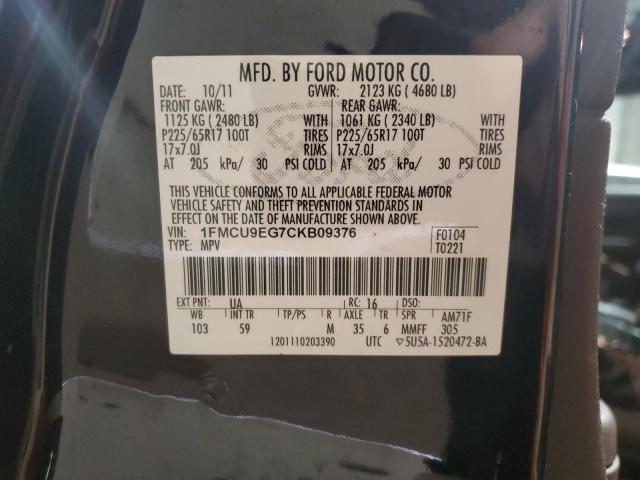 MFD. BY FORD MOTOR CO.
DATE: 10/11 GVWR: 2123 KG ( 4680 LB)
FRONT GAWR: REAR GAWR:
1125 KG ( 2480 LB) WITH 1061 KG ( 2340 LB) WITH
P225/65R17 100T TIRES P225/65R17 100T TIRES
17x7.0J RIMS 17x7.0J RIMS
AT 205 kPa/ 30 PSI COLD AT 205 kPa/ 30 PSI COLD
THIS VEHICLE CONFORMS TO ALL APPLICABLE FEDERAL MOTOR
VEHICLE SAFETY AND THEFT PREVENTION STANDARDS IN
EFFECT ON THE DATE OF MANUFACTURE SHOWN ABOVE.
VIN: 1FMCU9EG7CKB09376 F0104
TYPE: MPV T0221
EXT PNT: UA RC: 16 DSO:
WB INT TR TP/PS R AXLE TR SPR AM71F
103 59 M 35 6 MMFF 305
1201110203390 UTC 5U5A-1520472-BA